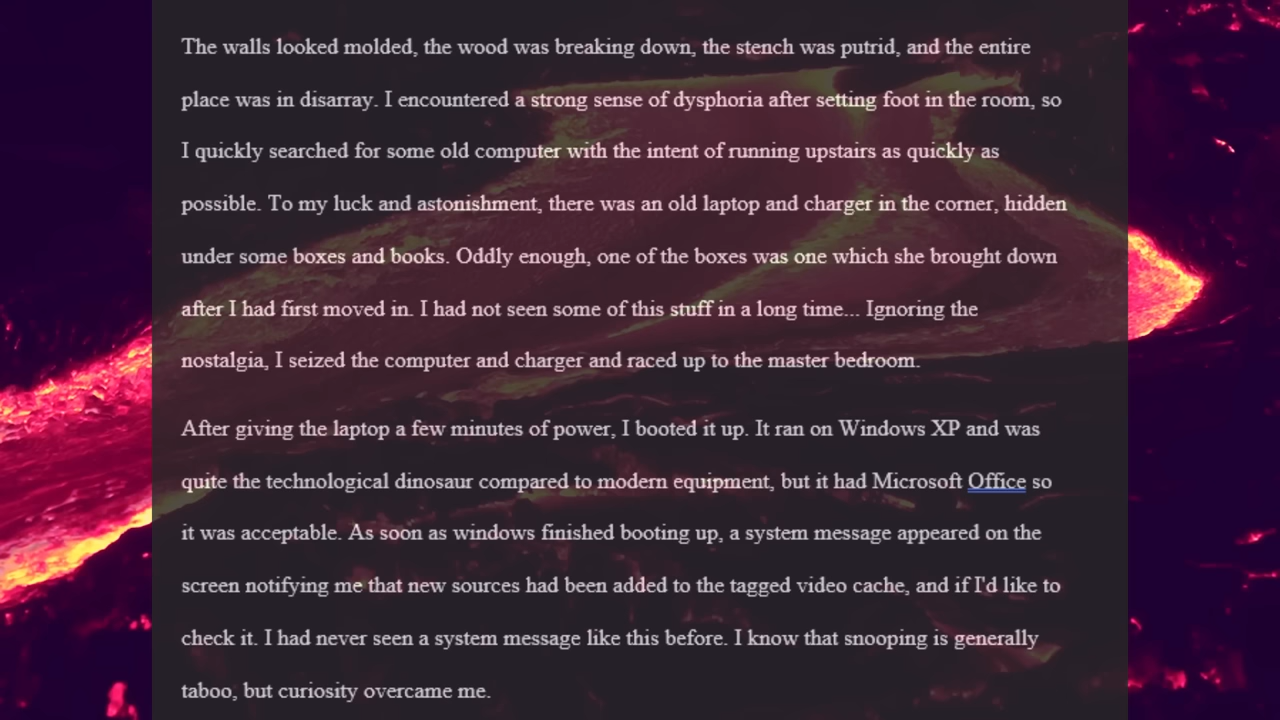 The walls looked molded, the wood was breaking down, the stench was putrid, and the entire
place was in disarray. I encountered a strong sense of dysphoria after setting foot in the room, so
I quickly searched for some old computer with the intent of running upstairs as quickly as
possible. To my luck and astonishment, there was an old laptop and charger in the corner, hidden
under some boxes and books. Oddly enough, one of the boxes was one which she brought down
after I had first moved in. I had not seen some of this stuff in a long time... Ignoring the
nostalgia, I seized the computer and charger and raced up to the master bedroom.
After giving the laptop a few minutes of power, I booted it up. It ran on Windows XP and was
quite the technological dinosaur compared to modern equipment, but it had Microsoft Office so
it was acceptable. As soon as windows finished booting up, a system message appeared on the
screen notifying me that new sources had been added to the tagged video cache, and if I'd like to
check it. I had never seen a system message like this before. I know that snooping is generally
taboo, but curiosity overcame me.